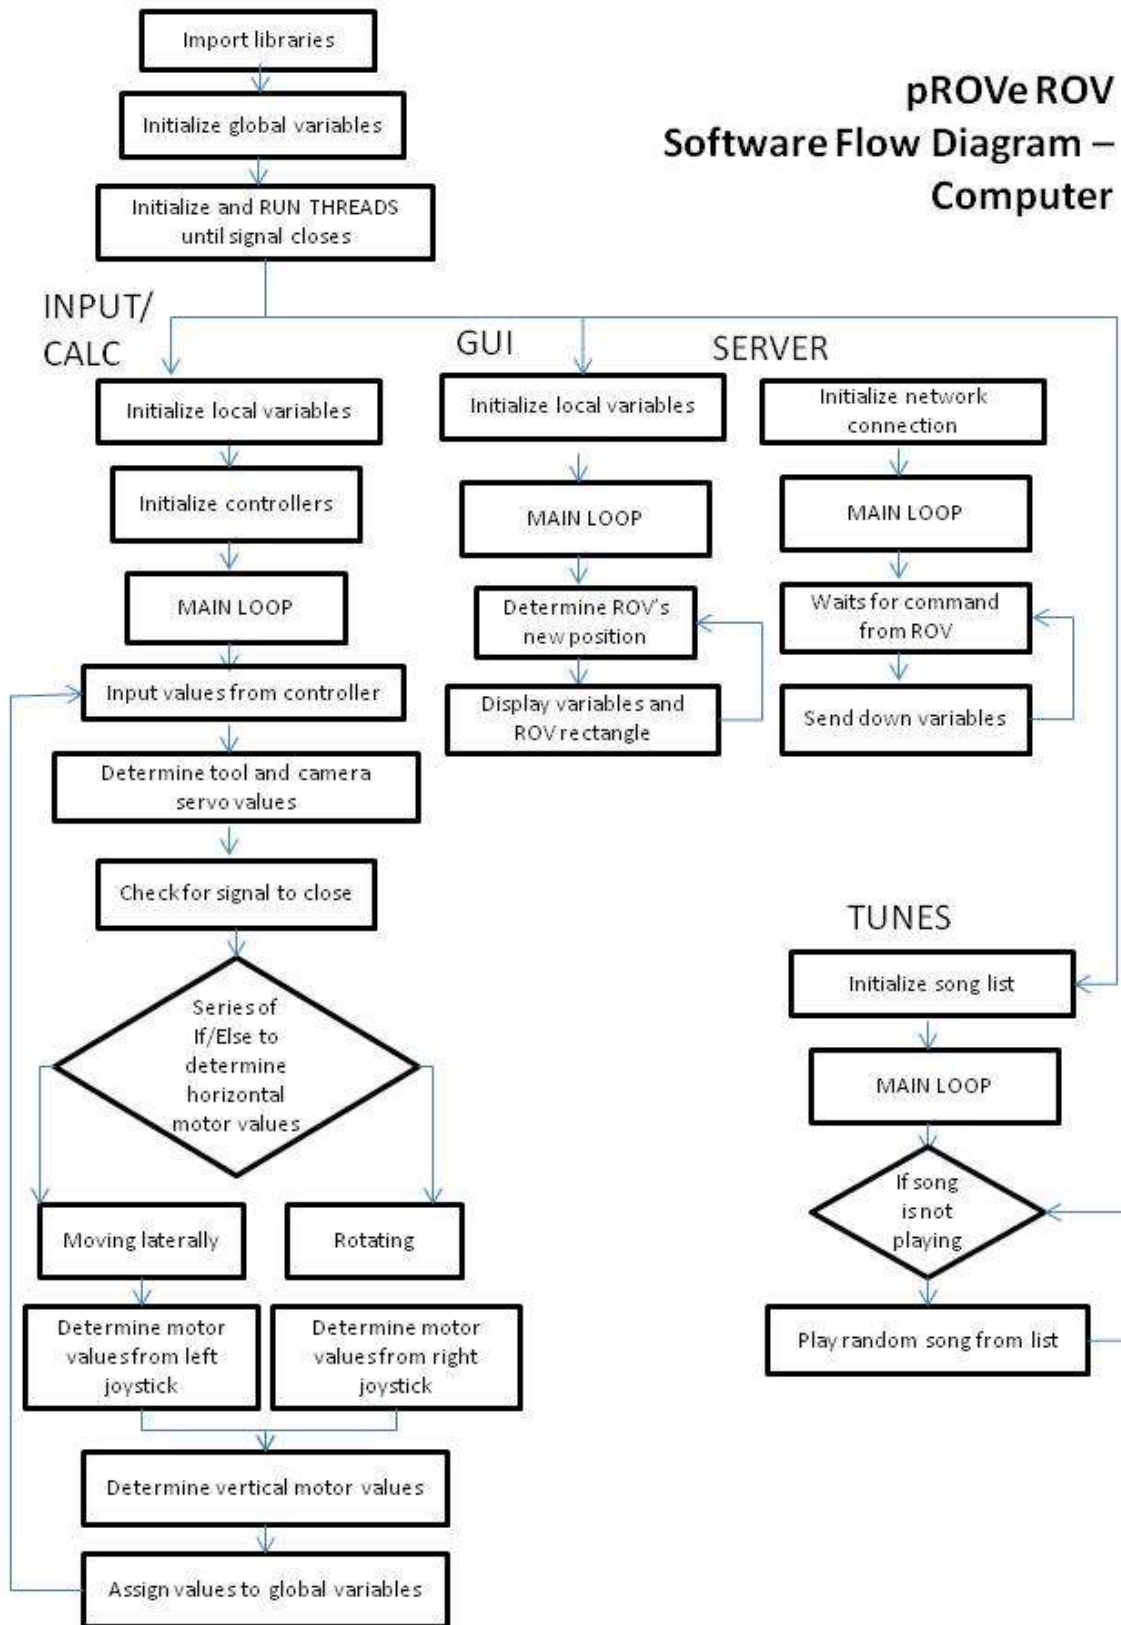 Import libraries
pROVe ROV
Software Flow Diagram –
Computer
Initialize global variables
Initialize and RUN THREADS
until signal closes
INPUT/
CALC
Initialize local variables
Initialize controllers
MAIN LOOP
Input values from controller
Determine tool and camera
servo values
Check for signal to close
Series of
If/Else to
determine
horizontal
motor values
Moving laterally
Rotating
Determine motor
values from left
joystick
Determine motor
values from right
joystick
Determine vertical motor values
Assign values to global variables
GUI
Initialize local variables
MAIN LOOP
Determine ROV's
new position
Display variables and
ROV rectangle
SERVER
Initialize network
connection
MAIN LOOP
Waits for command
from ROV
Send down variables
TUNES
Initialize song list
MAIN LOOP
If song
is not
playing
Play random song from list